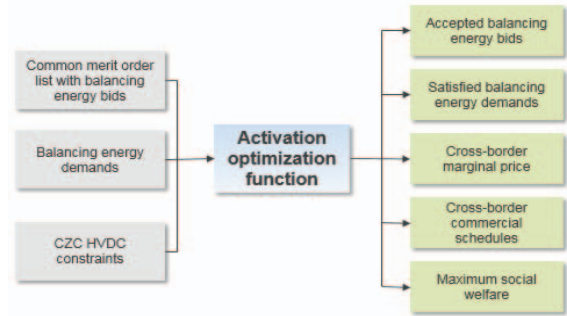 Common merit order
list with balancing
energy bids
Balancing energy
demands
CZC HVDC
constraints
Activation
optimization
function
Accepted balancing
energy bids
Satisfied balancing
energy demands
Cross-border
marginal price
Cross-border
commercial
schedules
Maximum social
welfare